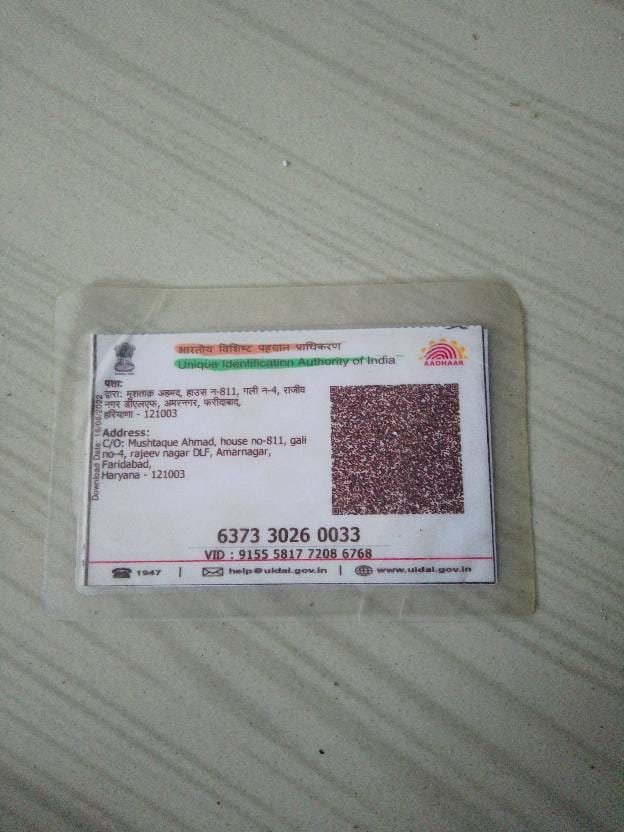 भारतीय विशिष्ट पहचान प्राधिकरण
Unique Identification Authority of India
AADHAAR
पता:
द्वारा: मुशताक़ अहमद, हाउस न-811, गली न-4, राजीव
नगर डीएलएफ, अमरनगर, फरीदाबाद,
हरियाणा - 121003
Address:
C/O: Mushtaque Ahmad, house no-811, gali
no-4, rajeev nagar DLF, Amarnagar,
Faridabad,
Haryana - 121003
Download Date:
6373 3026 0033
VID : 9155 5817 7208 6768
1947 | help@uidai.gov.in | www.uidai.gov.in